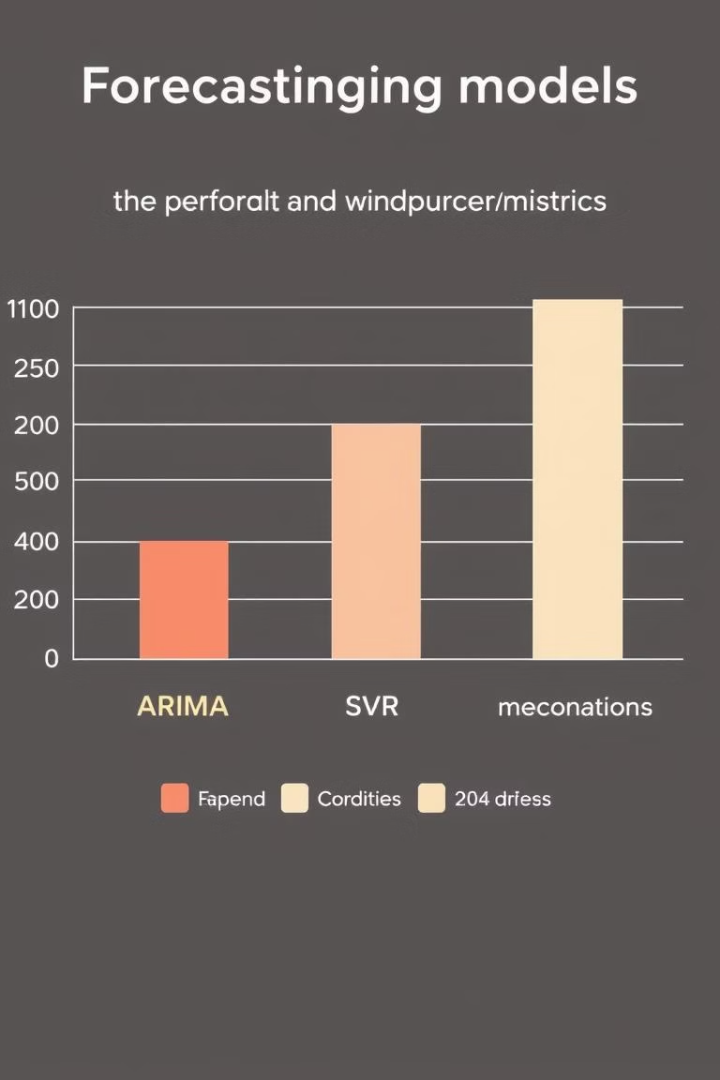 Forecastinging models
the perforalt and windpurcer/mistrics
1100
250
200
500
400
200
0
ARIMA SVR meconations
Fapend Cordities 204 driess